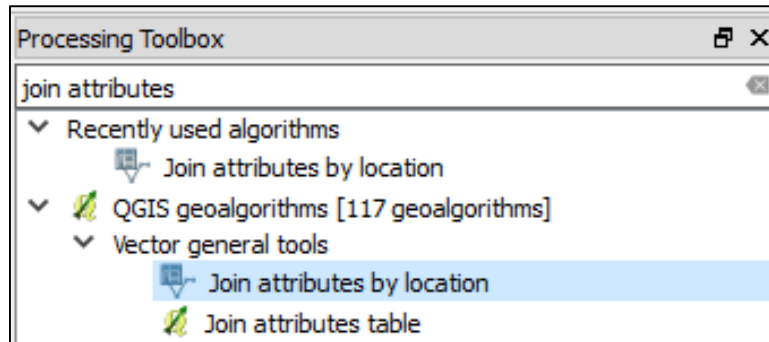 Processing Toolbox
join attributes
Recently used algorithms
Join attributes by location
QGIS geoalgorithms [117 geoalgorithms]
Vector general tools
Join attributes by location
Join attributes table